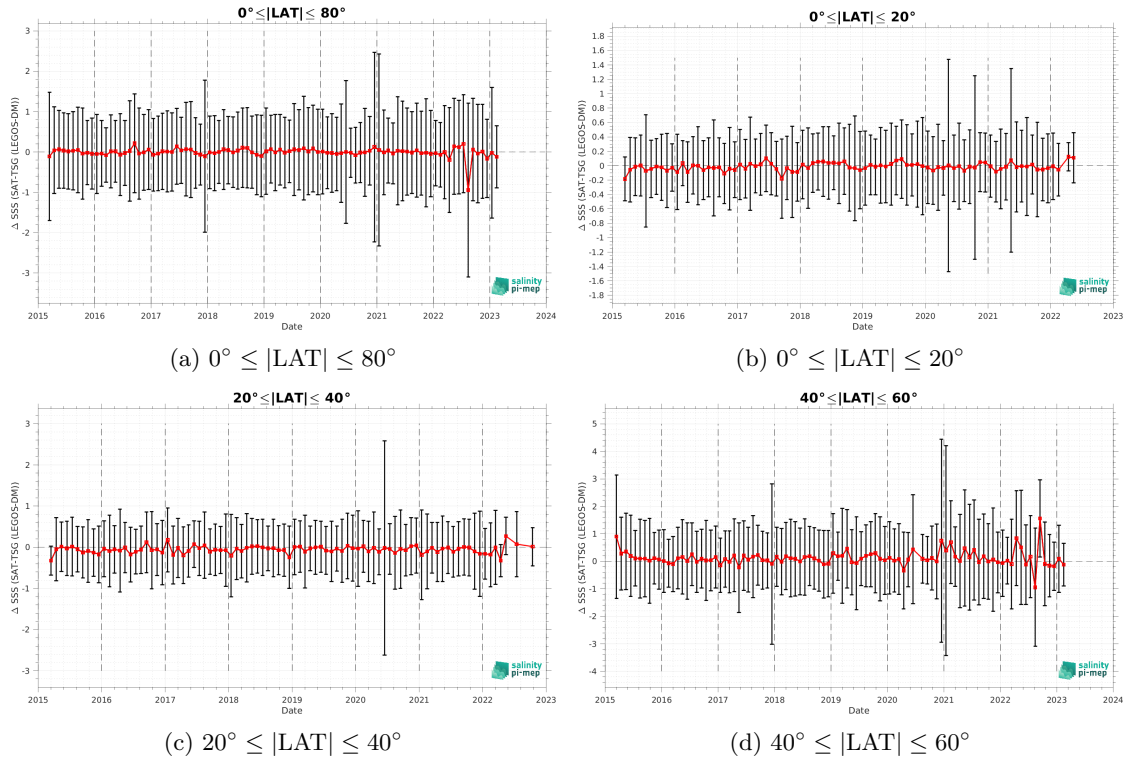 0°≤|LAT|≤ 80°
Δ SSS (SAT-TSG (LEGOS-DM))
3
2
1
0
-1
-2
-3
2015 2016 2017 2018 2019 2020 2021 2022 2023 2024
Date
salinity
pi-mep
(a) 0° ≤ |LAT| ≤ 80°
0°≤|LAT|≤ 20°
Δ SSS (SAT-TSG (LEGOS-DM))
1.8
1.6
1.4
1.2
1
0.8
0.6
0.4
0.2
0.0
-0.2
-0.4
-0.6
-0.8
-1
-1.2
-1.4
-1.6
-1.8
2015 2016 2017 2018 2019 2020 2021 2022 2023
Date
salinity
pi-mep
(b) 0° ≤ |LAT| ≤ 20°
20°≤|LAT|≤ 40°
Δ SSS (SAT-TSG (LEGOS-DM))
3
2
1
0
-1
-2
-3
2015 2016 2017 2018 2019 2020 2021 2022 2023
Date
salinity
pi-mep
(c) 20° ≤ |LAT| ≤ 40°
40°≤|LAT|≤ 60°
Δ SSS (SAT-TSG (LEGOS-DM))
5
4
3
2
1
0
-1
-2
-3
-4
2015 2016 2017 2018 2019 2020 2021 2022 2023 2024
Date
salinity
pi-mep
(d) 40° ≤ |LAT| ≤ 60°